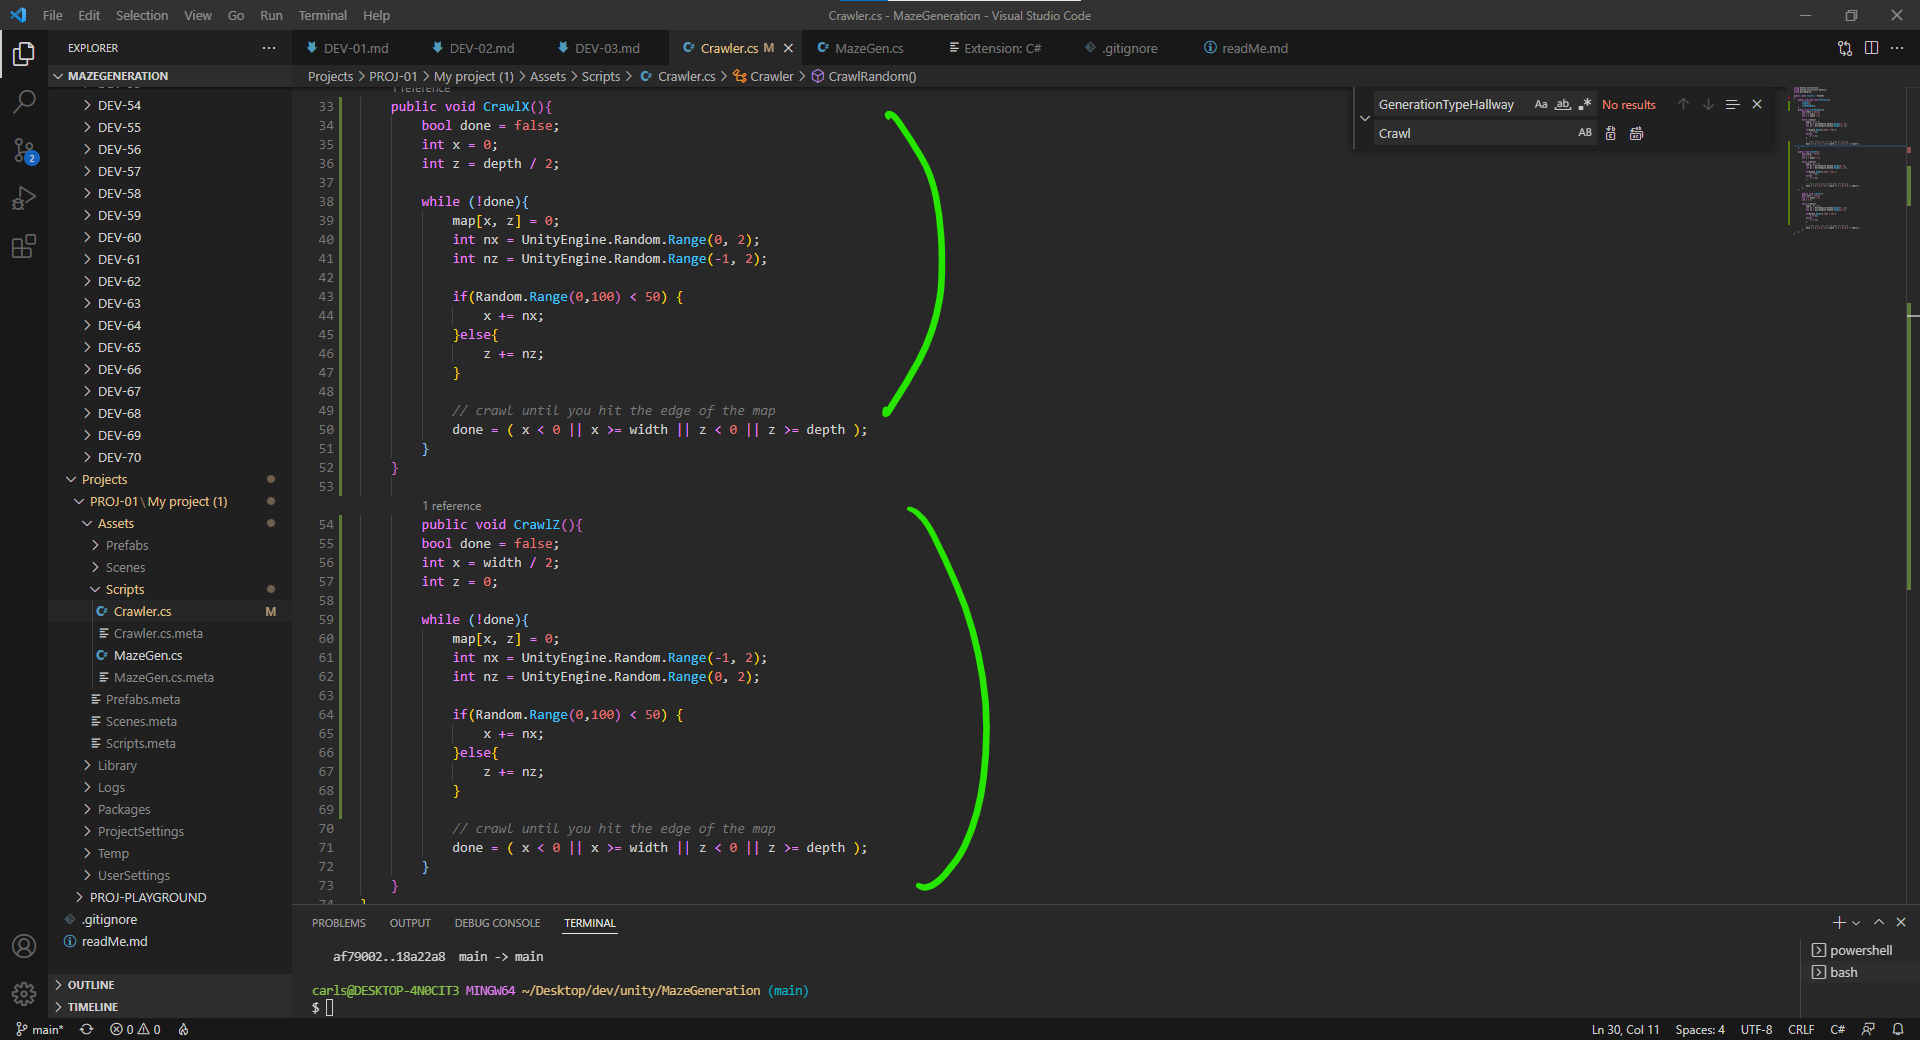 File Edit Selection View Go Run Terminal Help
Crawler.cs - MazeGeneration - Visual Studio Code
EXPLORER
DEV-01.md DEV-02.md DEV-03.md Crawler.cs M MazeGen.cs Extension: C# .gitignore readMe.md
MAZEGENERATION
Projects > PROJ-01 > My project (1) > Assets > Scripts > Crawler.cs > Crawler > CrawlRandom()
DEV-54
DEV-55
DEV-56
DEV-57
DEV-58
DEV-59
DEV-60
DEV-61
DEV-62
DEV-63
DEV-64
DEV-65
DEV-66
DEV-67
DEV-68
DEV-69
DEV-70
Projects
PROJ-01\My project (1)
Assets
Prefabs
Scenes
Scripts
Crawler.cs M
Crawler.cs.meta
MazeGen.cs
MazeGen.cs.meta
Prefabs.meta
Scenes.meta
Scripts.meta
Library
Logs
Packages
ProjectSettings
Temp
UserSettings
PROJ-PLAYGROUND
.gitignore
readMe.md
OUTLINE
TIMELINE
1 reference
33 public void CrawlX(){
34 bool done = false;
35 int x = 0;
36 int z = depth / 2;
37
38 while (!done){
39 map[x, z] = 0;
40 int nx = UnityEngine.Random.Range(0, 2);
41 int nz = UnityEngine.Random.Range(-1, 2);
42
43 if(Random.Range(0,100) < 50) {
44 x += nx;
45 }else{
46 z += nz;
47 }
48
49 // crawl until you hit the edge of the map
50 done = ( x < 0 || x >= width || z < 0 || z >= depth );
51 }
52 }
53
1 reference
54 public void CrawlZ(){
55 bool done = false;
56 int x = width / 2;
57 int z = 0;
58
59 while (!done){
60 map[x, z] = 0;
61 int nx = UnityEngine.Random.Range(-1, 2);
62 int nz = UnityEngine.Random.Range(0, 2);
63
64 if(Random.Range(0,100) < 50) {
65 x += nx;
66 }else{
67 z += nz;
68 }
69
70 // crawl until you hit the edge of the map
71 done = ( x < 0 || x >= width || z < 0 || z >= depth );
72 }
73 }
74 }
GenerationTypeHallway Aa ab .* No results
Crawl AB
PROBLEMS OUTPUT DEBUG CONSOLE TERMINAL
af79002..18a22a8 main -> main
carls@DESKTOP-4N0CIT3 MINGW64 ~/Desktop/dev/unity/MazeGeneration (main)
$
powershell
bash
2
main* 0 0
Ln 30, Col 11 Spaces: 4 UTF-8 CRLF C#